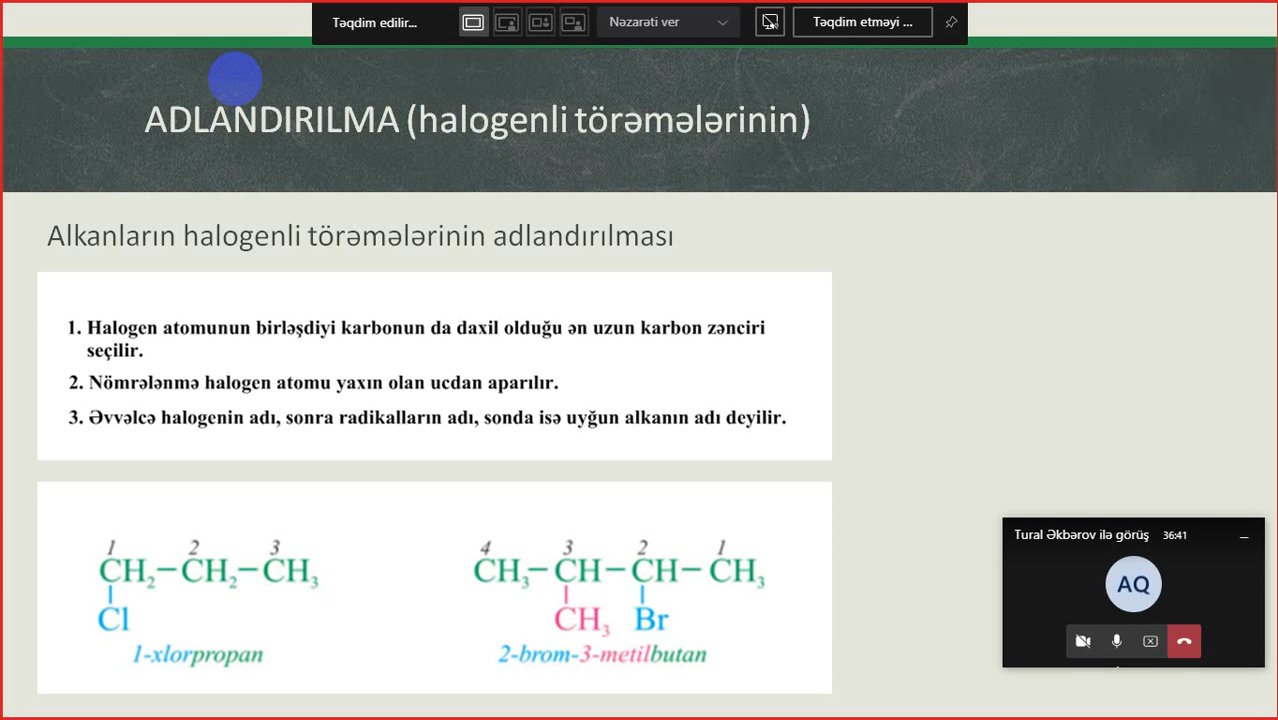 Təqdim edilir...
Nəzarəti ver
Təqdim etməyi ...
ADLANDIRILMA (halogenli törəmələrinin)
Alkanların halogenli törəmələrinin adlandırılması
1. Halogen atomunun birləşdiyi karbonun da daxil olduğu ən uzun karbon zənciri
seçilir.
2. Nömrələnmə halogen atomu yaxın olan ucdan aparılır.
3. Əvvəlcə halogenin adı, sonra radikalların adı, sonda isə uyğun alkanın adı deyilir.
1 2 3
CH₂–CH₂–CH₃
Cl
1-xlorpropan
4 3 2 1
CH₃–CH–CH–CH₃
CH₃ Br
2-brom-3-metilbutan
Tural Əkbərov ilə görüş 36:41
AQ